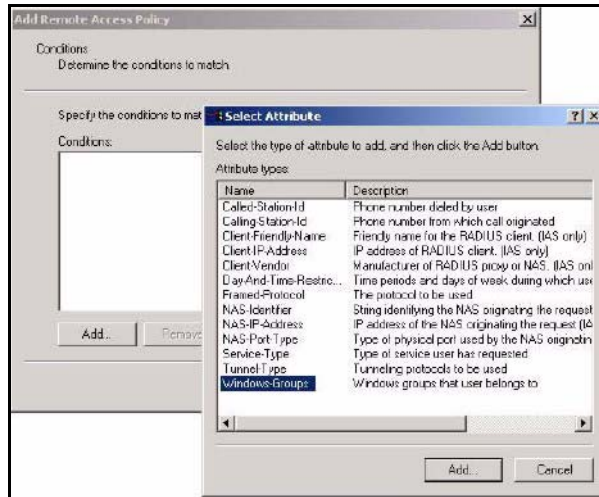 Add Remote Access Policy
Conditions
Determine the conditions to match.
Specify the conditions to mat
Conditions:
Add...
Remove
Select Attribute
Select the type of attribute to add, and then click the Add button.
Attribute types:
Name Description
Called-Station-Id Phone number dialed by user
Calling-Station-Id Phone number from which call originated
Client-Friendly-Name Friendly name for the RADIUS client. (IAS only)
Client-IP-Address IP address of RADIUS client. (IAS only)
Client-Vendor Manufacturer of RADIUS proxy or NAS. (IAS onl
Day-And-Time-Restric... Time periods and days of week during which use
Framed-Protocol The protocol to be used
NAS-Identifier String identifying the NAS originating the request
NAS-IP-Address IP address of the NAS originating the request (IA
NAS-Port-Type Type of physical port used by the NAS originatin
Service-Type Type of service user has requested
Tunnel-Type Tunneling protocols to be used
Windows-Groups Windows groups that user belongs to
Add...
Cancel